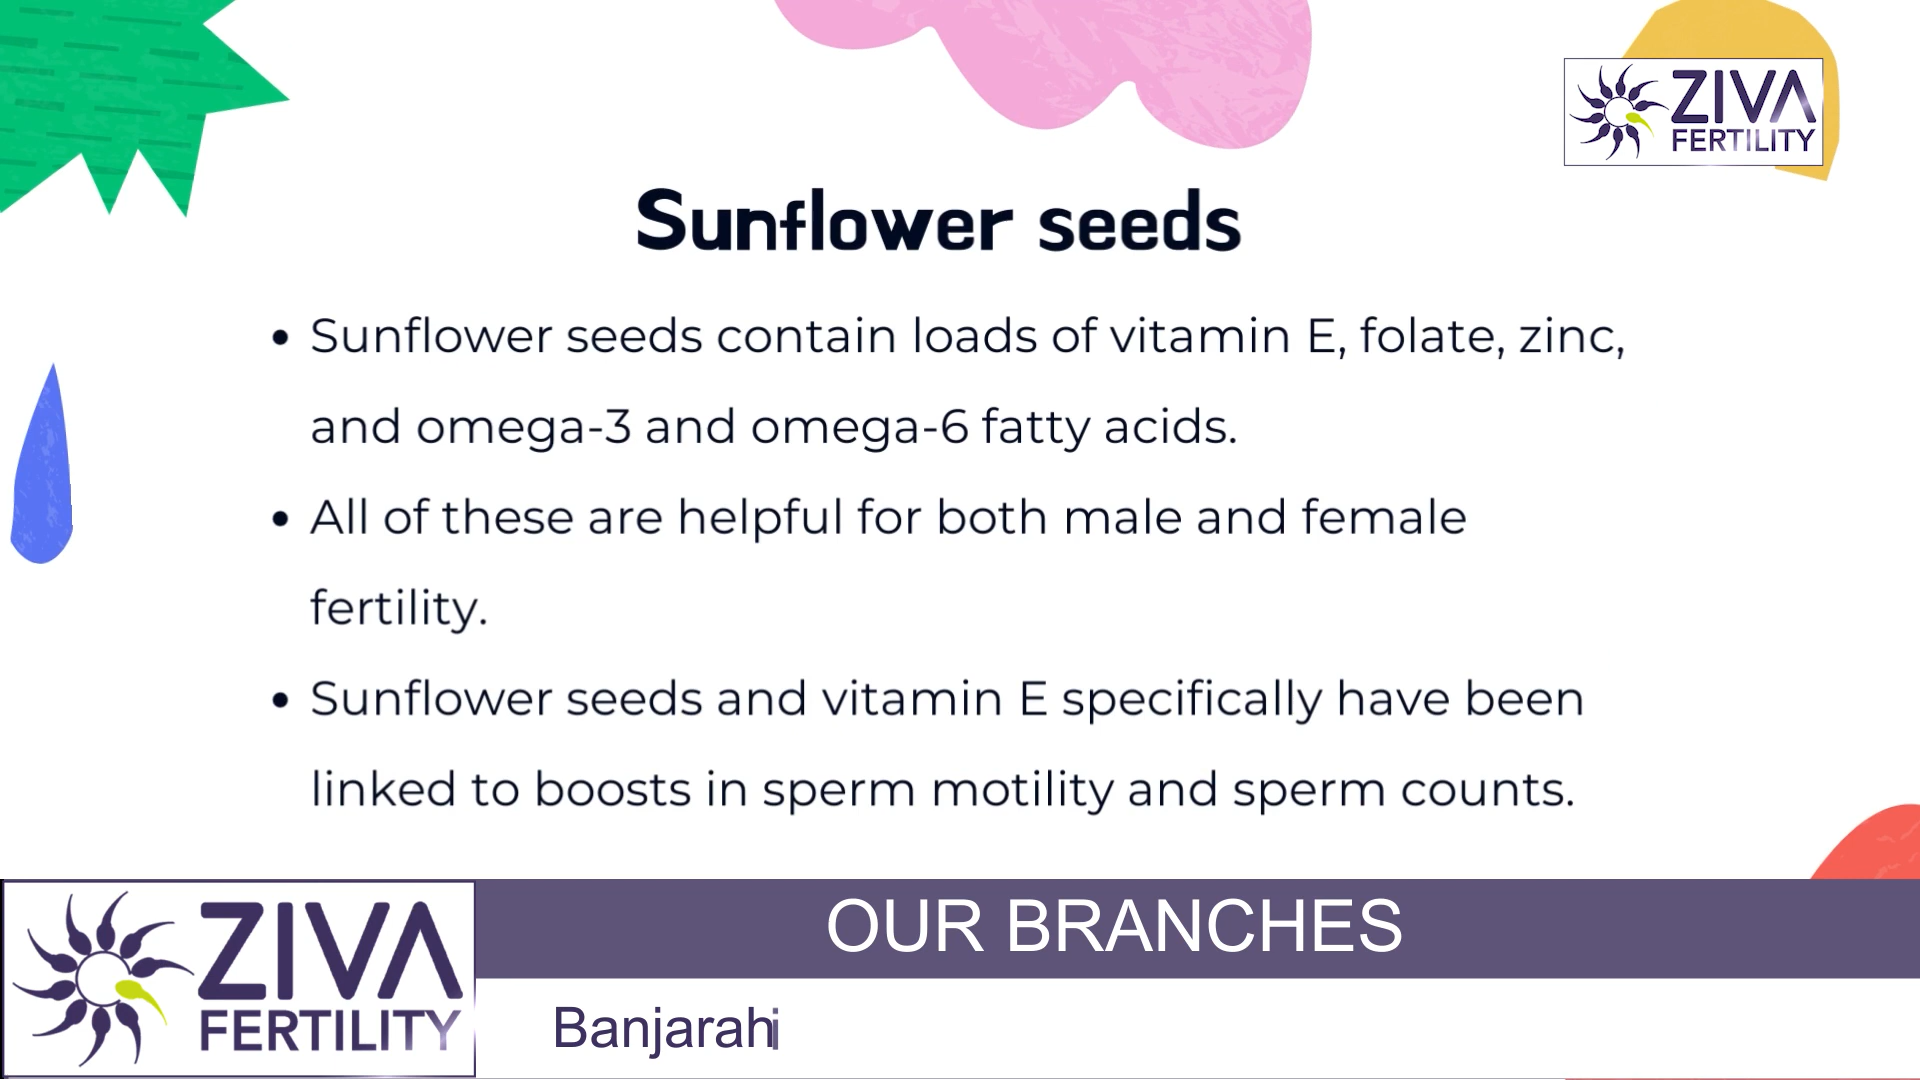 ZIVA
FERTILITY
Sunflower seeds
• Sunflower seeds contain loads of vitamin E, folate, zinc,
and omega-3 and omega-6 fatty acids.
• All of these are helpful for both male and female
fertility.
• Sunflower seeds and vitamin E specifically have been
linked to boosts in sperm motility and sperm counts.
ZIVA
FERTILITY
OUR BRANCHES
Banjarahi